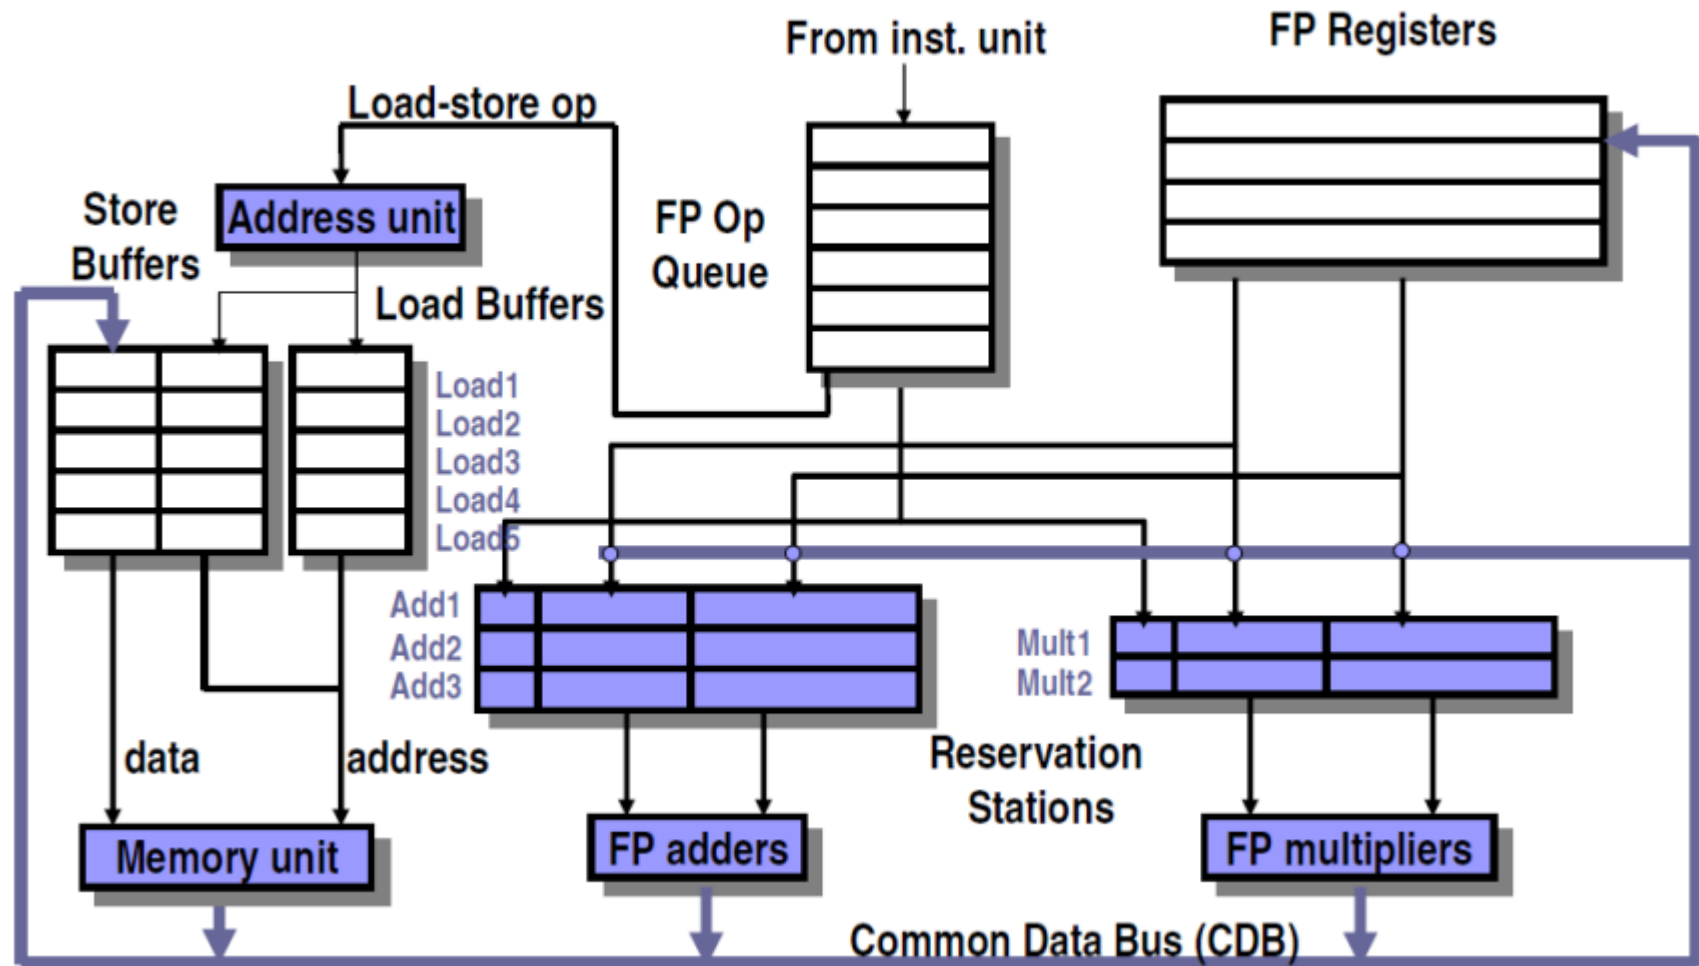 From inst. unit
FP Registers
Load-store op
Store
Buffers
Address unit
FP Op
Queue
Load Buffers
Load1
Load2
Load3
Load4
Load5
Add1
Add2
Add3
Mult1
Mult2
data
address
Reservation
Stations
Memory unit
FP adders
FP multipliers
Common Data Bus (CDB)